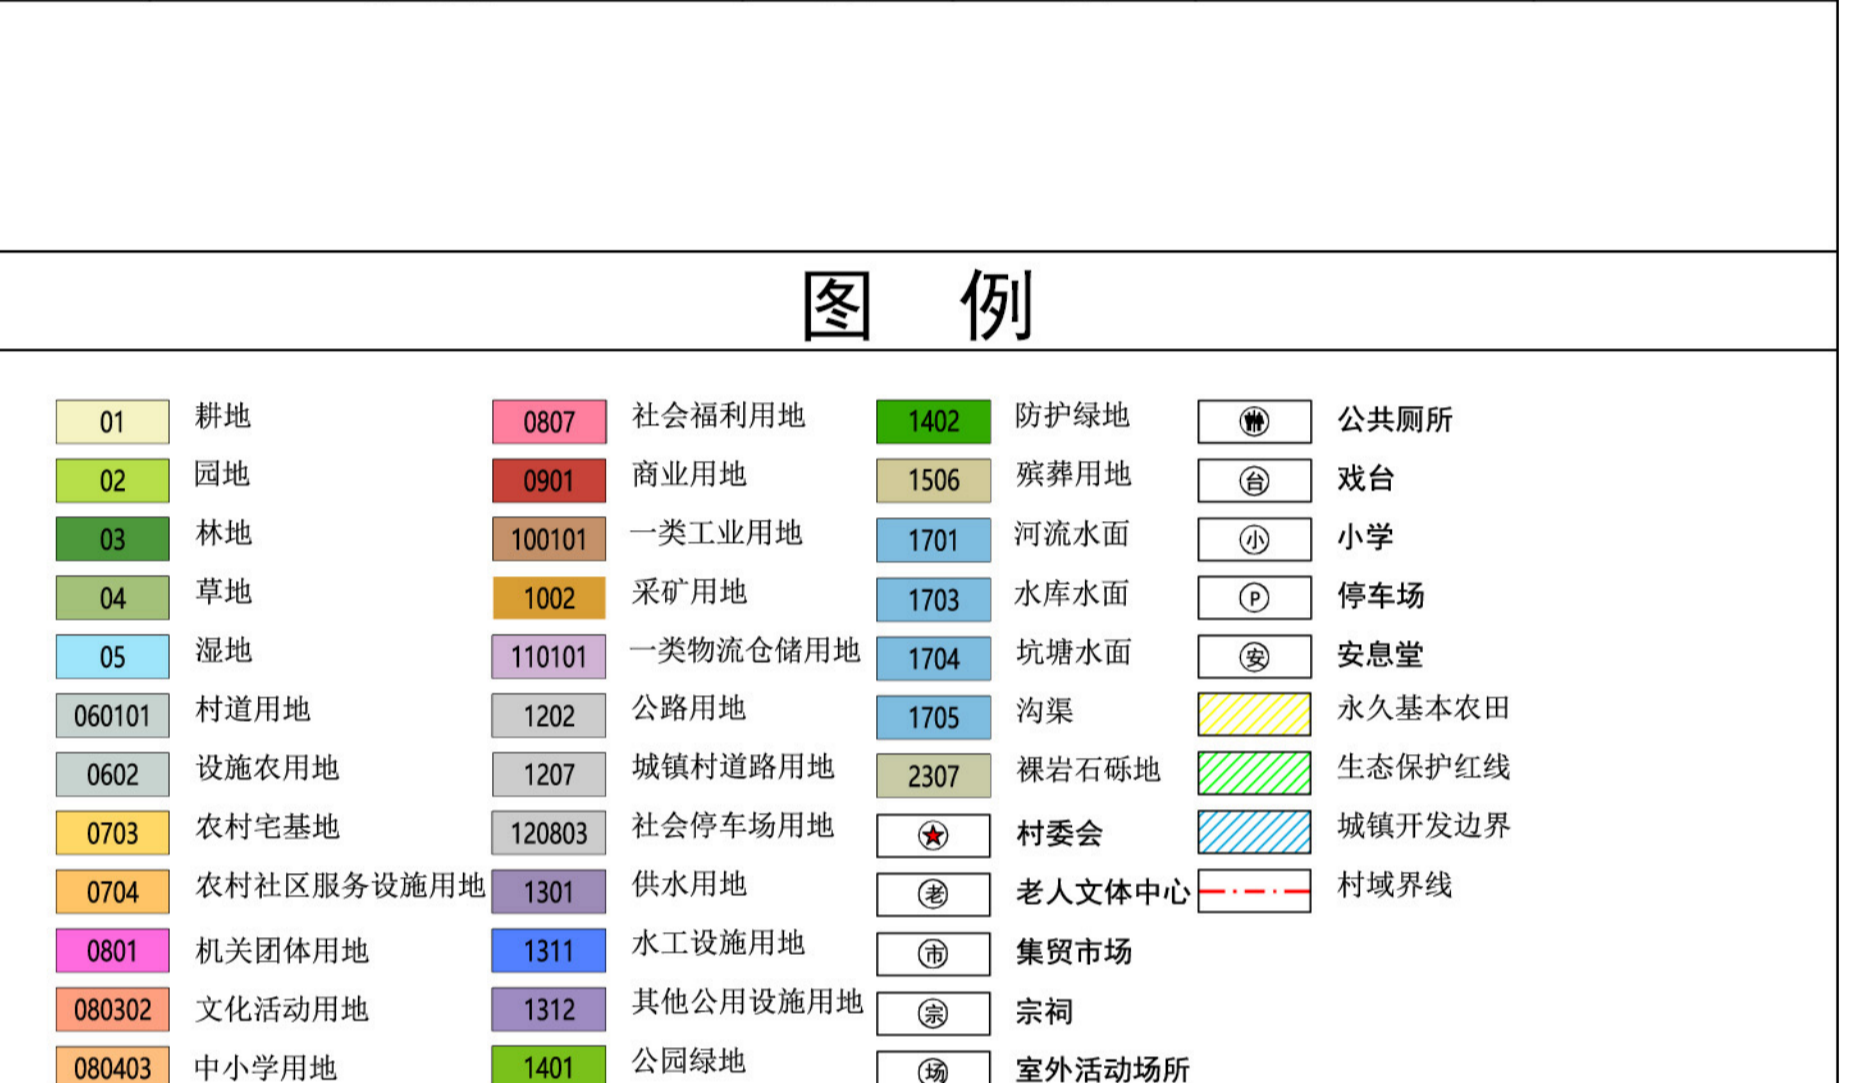 图 例
01 耕地 0807 社会福利用地 1402 防护绿地 公共厕所
02 园地 0901 商业用地 1506 殡葬用地 台 戏台
03 林地 100101 一类工业用地 1701 河流水面 小 小学
04 草地 1002 采矿用地 1703 水库水面 P 停车场
05 湿地 110101 一类物流仓储用地 1704 坑塘水面 安 安息堂
060101 村道用地 1202 公路用地 1705 沟渠 永久基本农田
0602 设施农用地 1207 城镇村道路用地 2307 裸岩石砾地 生态保护红线
0703 农村宅基地 120803 社会停车场用地 村委会 城镇开发边界
0704 农村社区服务设施用地 1301 供水用地 老 老人文体中心 村域界线
0801 机关团体用地 1311 水工设施用地 市 集贸市场
080302 文化活动用地 1312 其他公用设施用地 宗 宗祠
080403 中小学用地 1401 公园绿地 场 室外活动场所